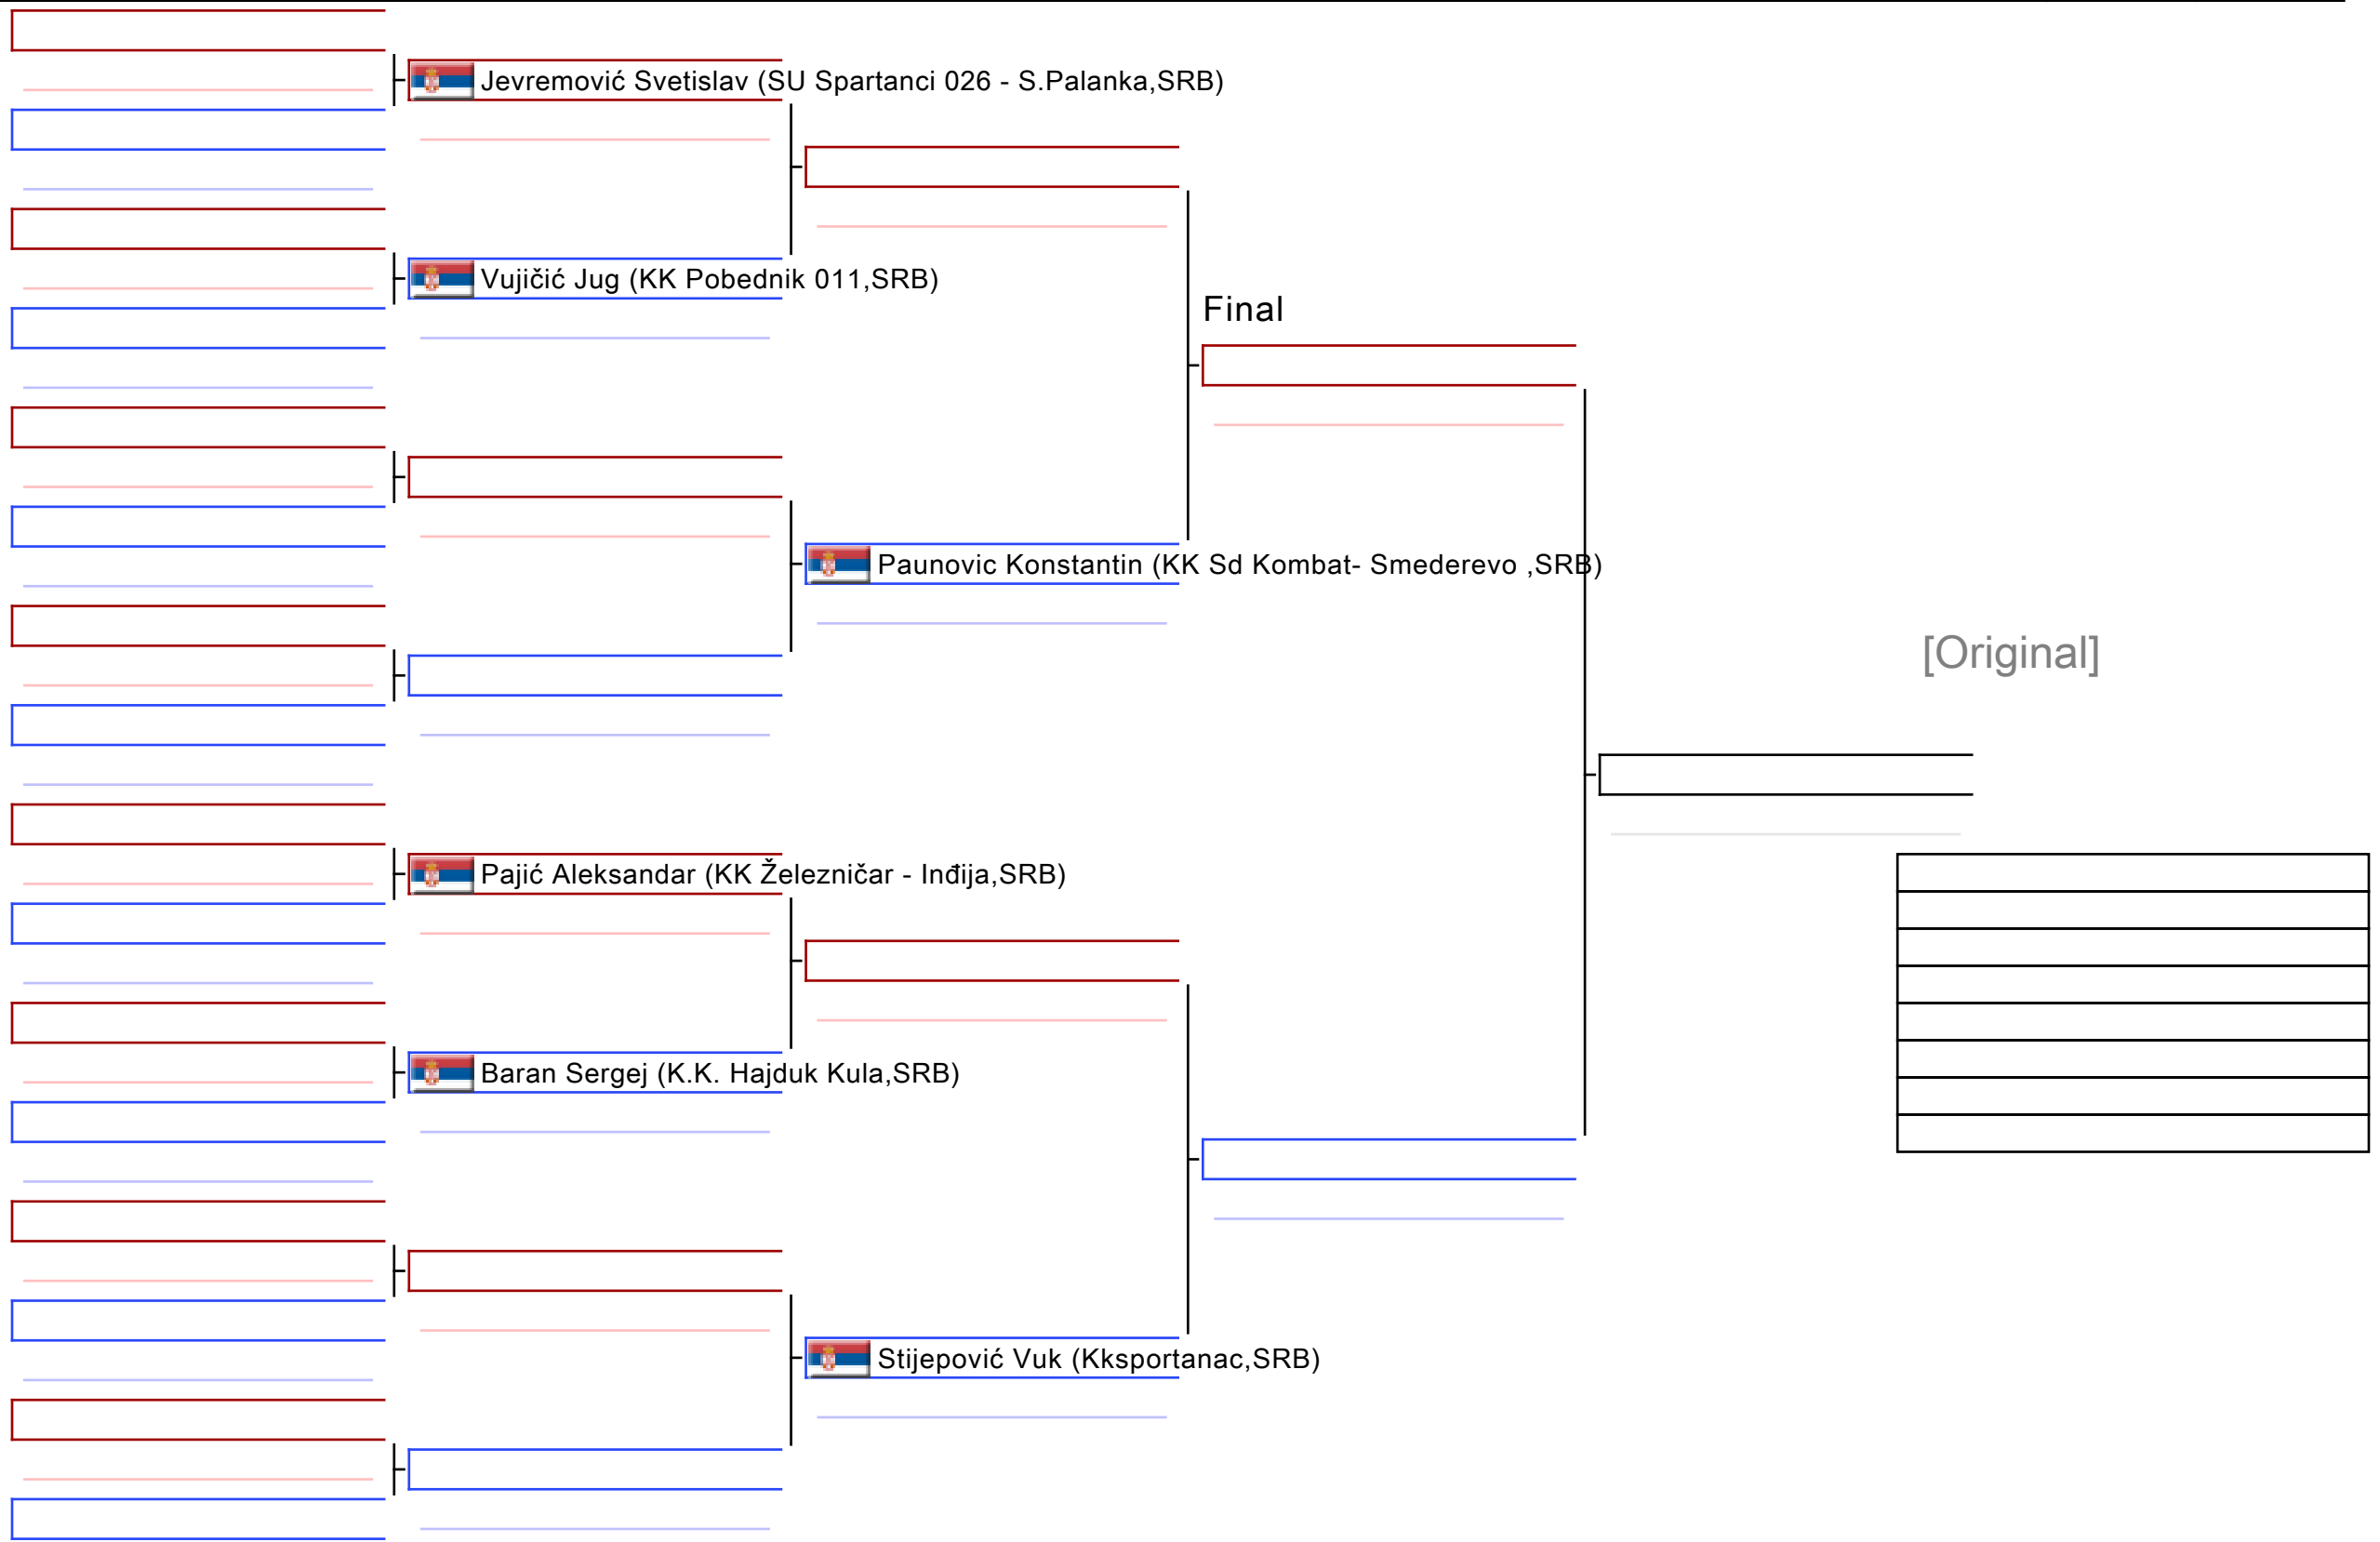 Jevremović Svetislav (SU Spartanci 026 - S.Palanka,SRB)
Vujičić Jug (KK Pobednik 011,SRB)
Final
Paunovic Konstantin (KK Sd Kombat- Smederevo ,SRB)
[Original]
Pajić Aleksandar (KK Železničar - Inđija,SRB)
Baran Sergej (K.K. Hajduk Kula,SRB)
Stijepović Vuk (Kksportanac,SRB)